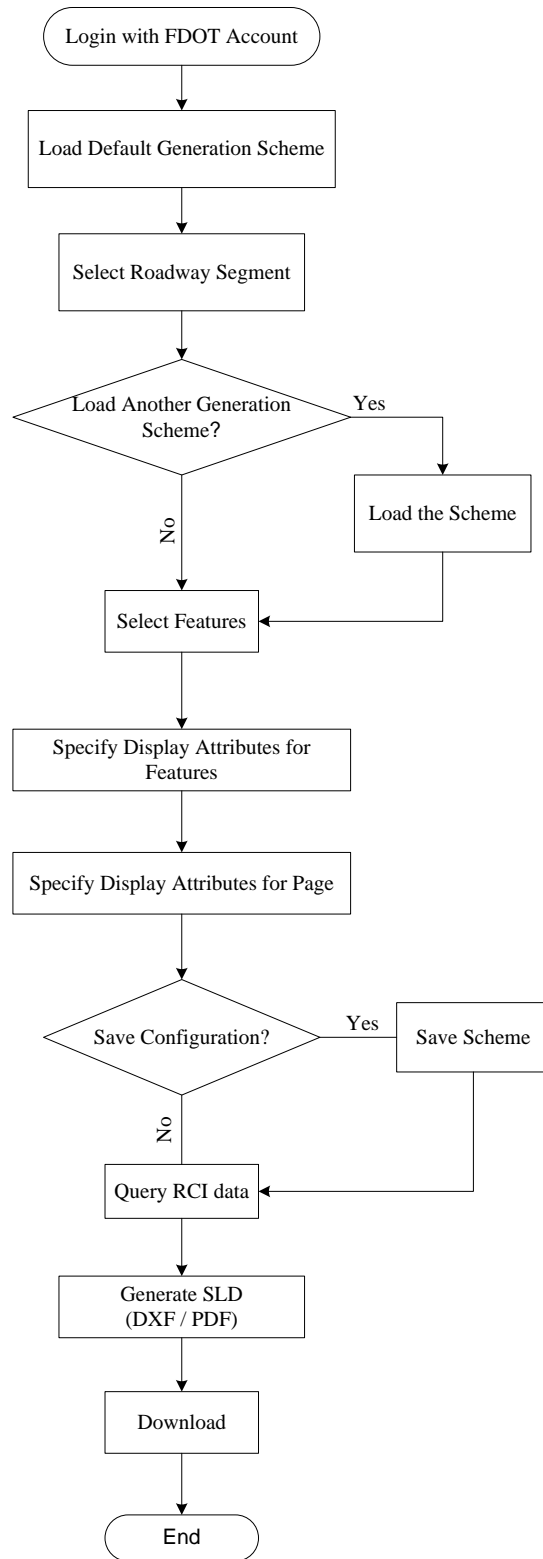 Login with FDOT Account
Load Default Generation Scheme
Select Roadway Segment
Load Another Generation
Scheme?
Yes
Load the Scheme
No
Select Features
Specify Display Attributes for
Features
Specify Display Attributes for Page
Save Configuration?
Yes
Save Scheme
No
Query RCI data
Generate SLD
(DXF / PDF)
Download
End